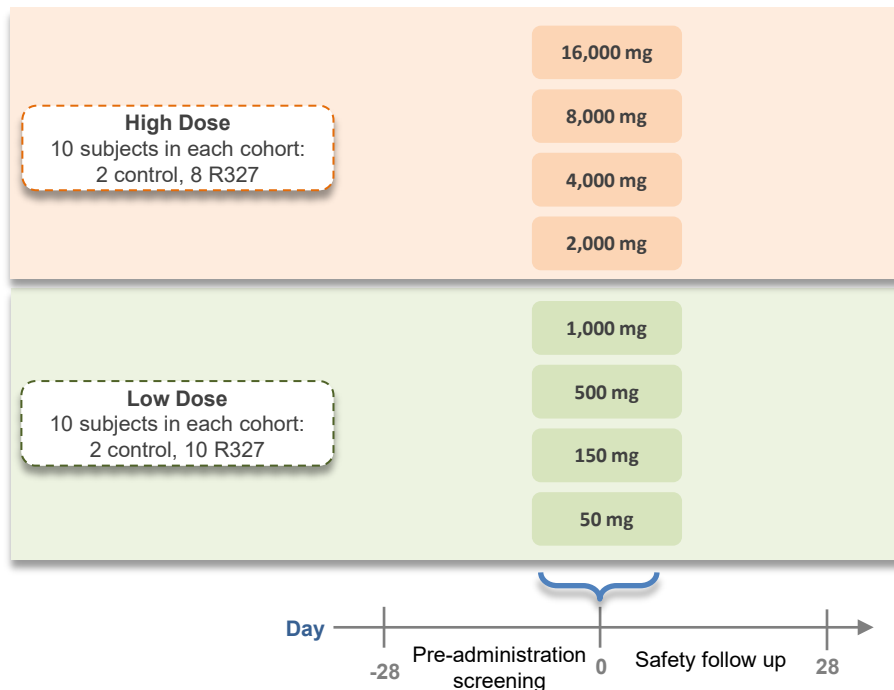 16,000 mg
8,000 mg
4,000 mg
2,000 mg
High Dose
10 subjects in each cohort:
2 control, 8 R327
1,000 mg
500 mg
150 mg
50 mg
Low Dose
10 subjects in each cohort:
2 control, 10 R327
Day
-28
Pre-administration
screening
0
Safety follow up
28